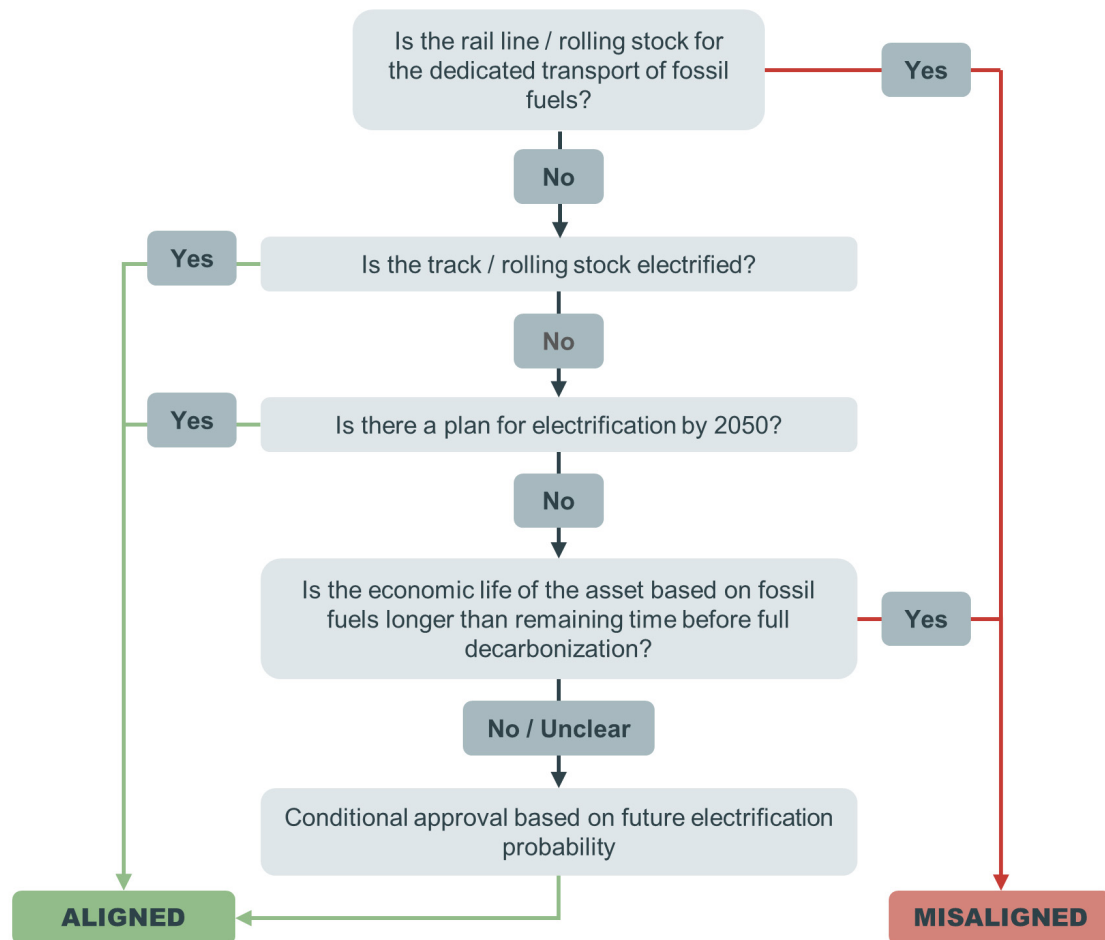 Is the rail line / rolling stock for
the dedicated transport of fossil
fuels?
Yes
No
Yes
Is the track / rolling stock electrified?
No
Yes
Is there a plan for electrification by 2050?
No
Is the economic life of the asset based on fossil
fuels longer than remaining time before full
decarbonization?
Yes
No / Unclear
Conditional approval based on future electrification
probability
ALIGNED
MISALIGNED